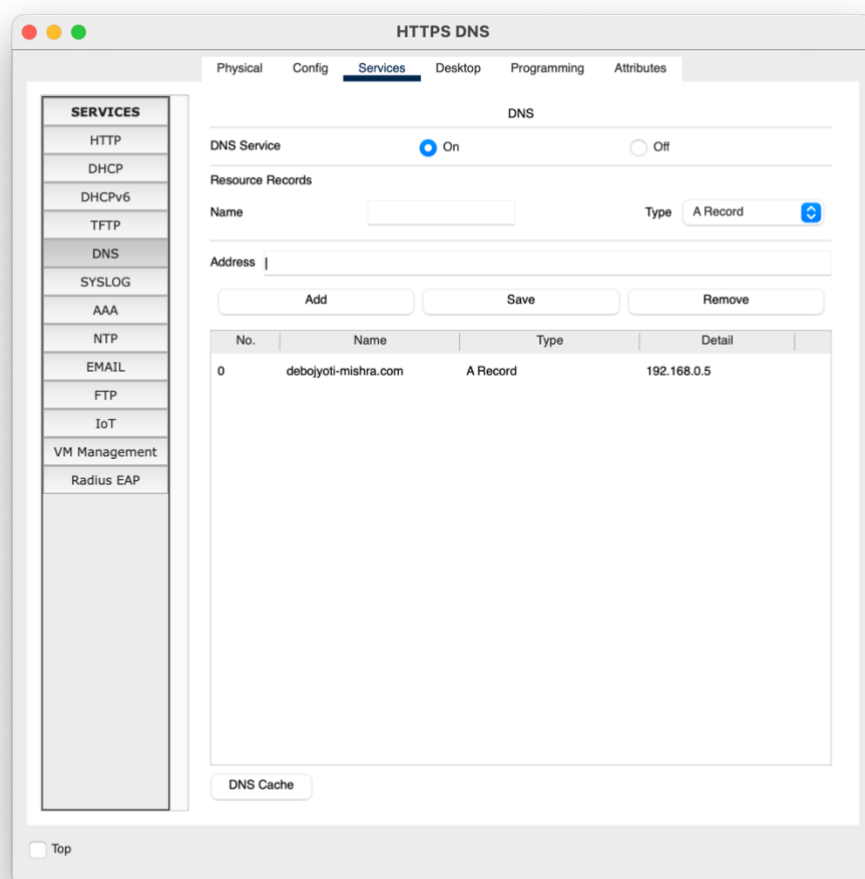 HTTPS DNS
Physical Config Services Desktop Programming Attributes
SERVICES
HTTP
DHCP
DHCPv6
TFTP
DNS
SYSLOG
AAA
NTP
EMAIL
FTP
IoT
VM Management
Radius EAP
DNS
DNS Service On Off
Resource Records
Name Type A Record
Address
Add Save Remove
No. Name Type Detail
0 debojyoti-mishra.com A Record 192.168.0.5
DNS Cache
Top